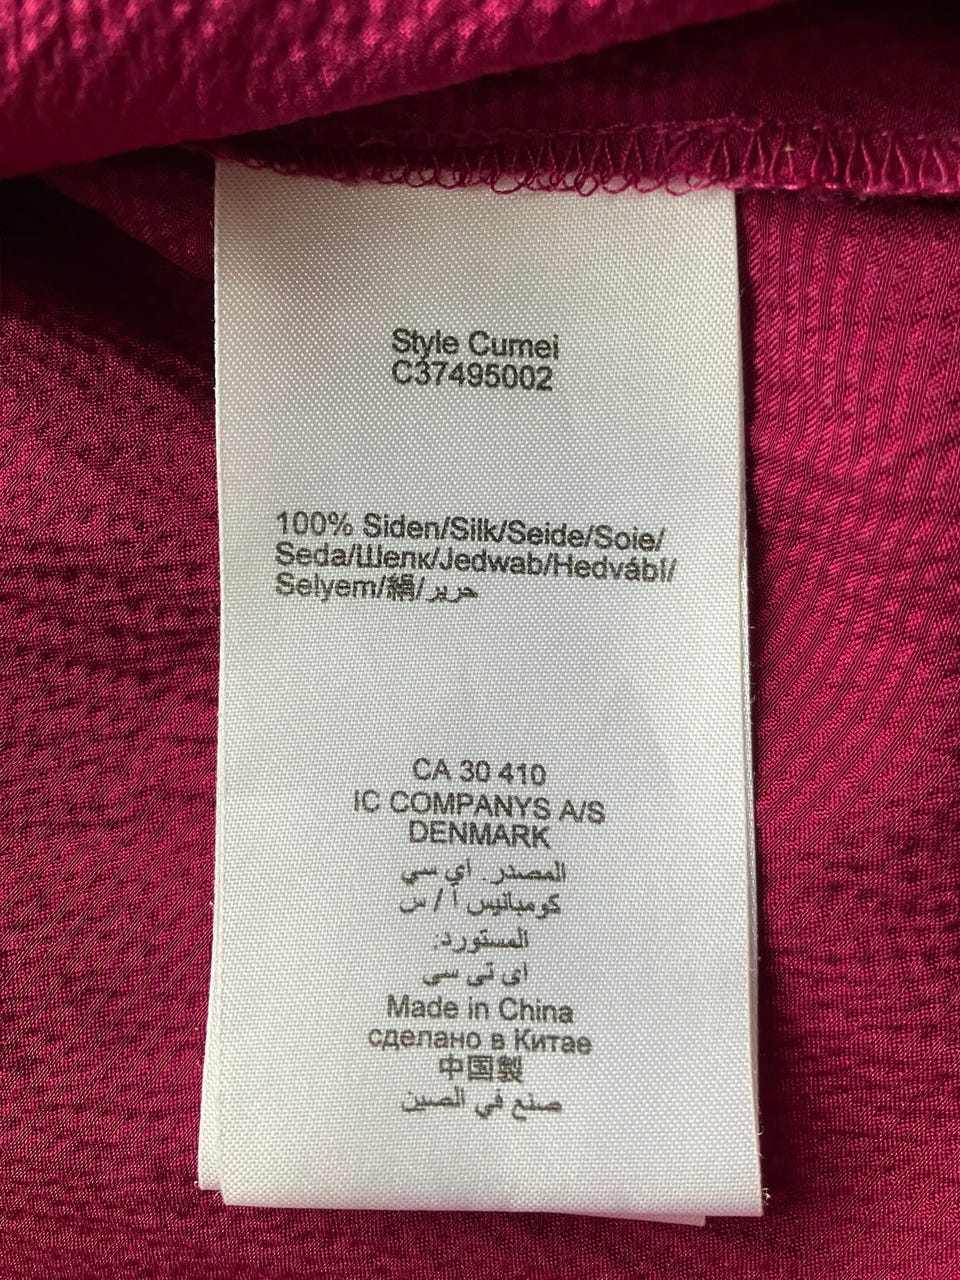 Style Cumei
C37495002
100% Siden/Silk/Seide/Soie/
Seda/Шелк/Jedwab/Hedvábí/
Selyem/絹/حرير
CA 30 410
IC COMPANYS A/S
DENMARK
المصدر. اي سي
كومبانيس أ / س
المستورد:
اى تى سى
Made in China
сделано в Китае
中国製
صنع في الصين